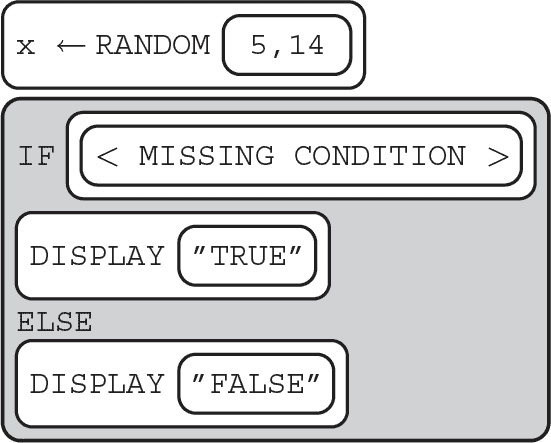 x ← RANDOM 5,14
IF < MISSING CONDITION >
DISPLAY "TRUE"
ELSE
DISPLAY "FALSE"